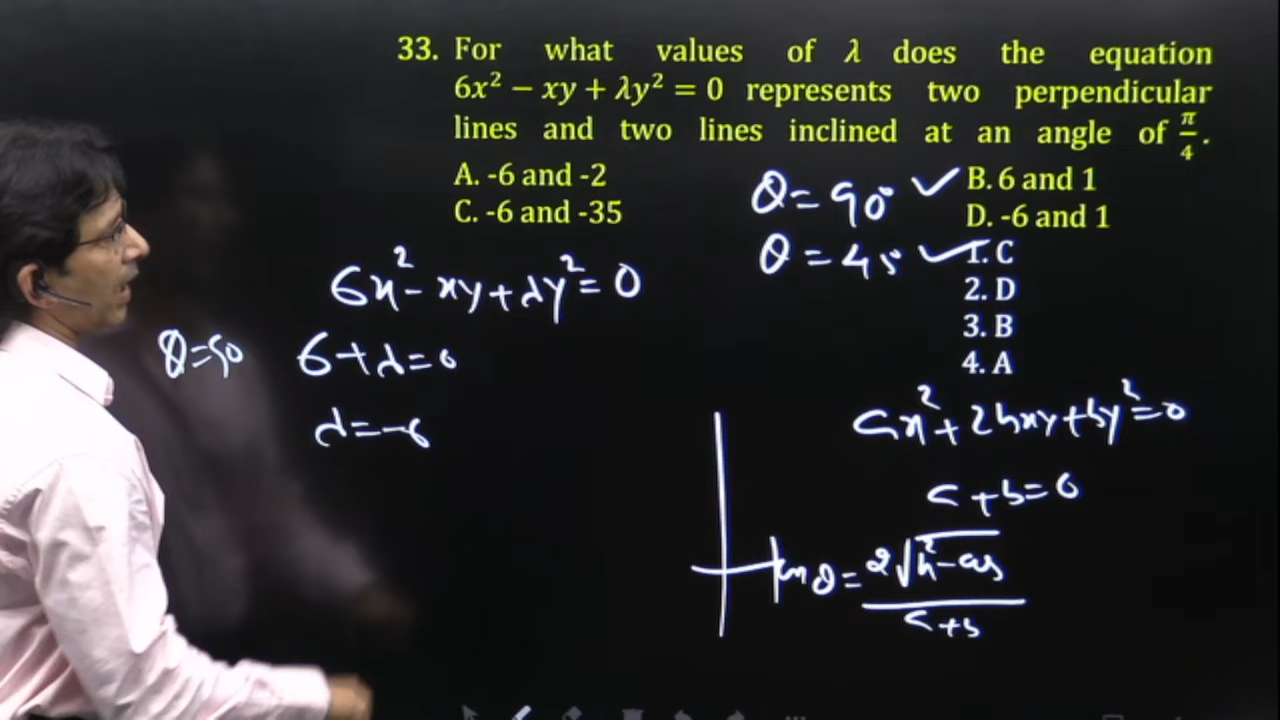 33. For what values of λ does the equation
6x² − xy + λy² = 0 represents two perpendicular
lines and two lines inclined at an angle of π/4.
A. -6 and -2
B. 6 and 1
C. -6 and -35
D. -6 and 1
1. C
2. D
3. B
4. A
θ = 90° ✓
θ = 45° ✓
6x² - xy + λy² = 0
θ = 90
6 + λ = 0
λ = -6
ax² + 2hxy + by² = 0
a + b = 0
tan θ = 2√(h² - ab) / (a + b)